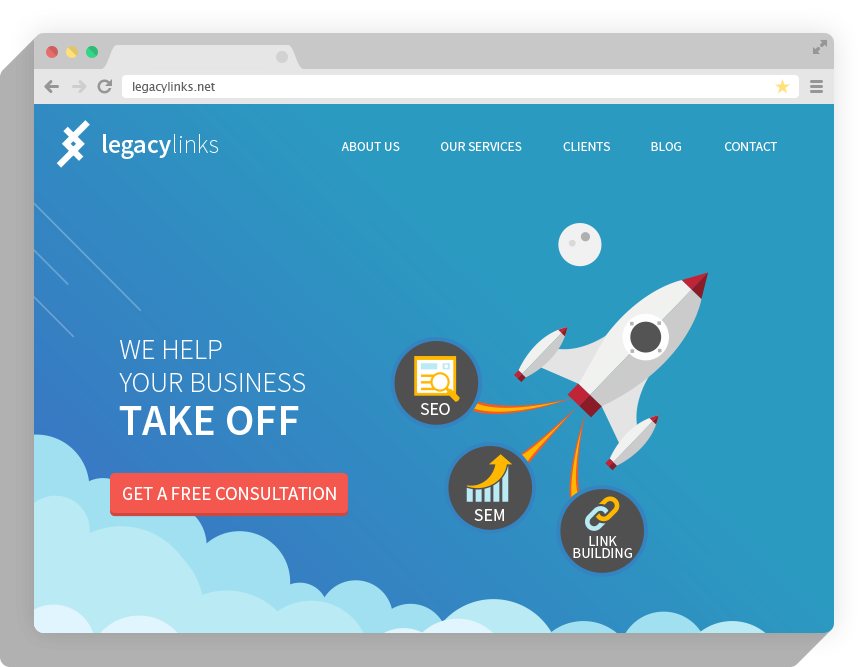 legacylinks.net
legacylinks
ABOUT US
OUR SERVICES
CLIENTS
BLOG
CONTACT
WE HELP
YOUR BUSINESS
TAKE OFF
GET A FREE CONSULTATION
SEO
SEM
LINK
BUILDING